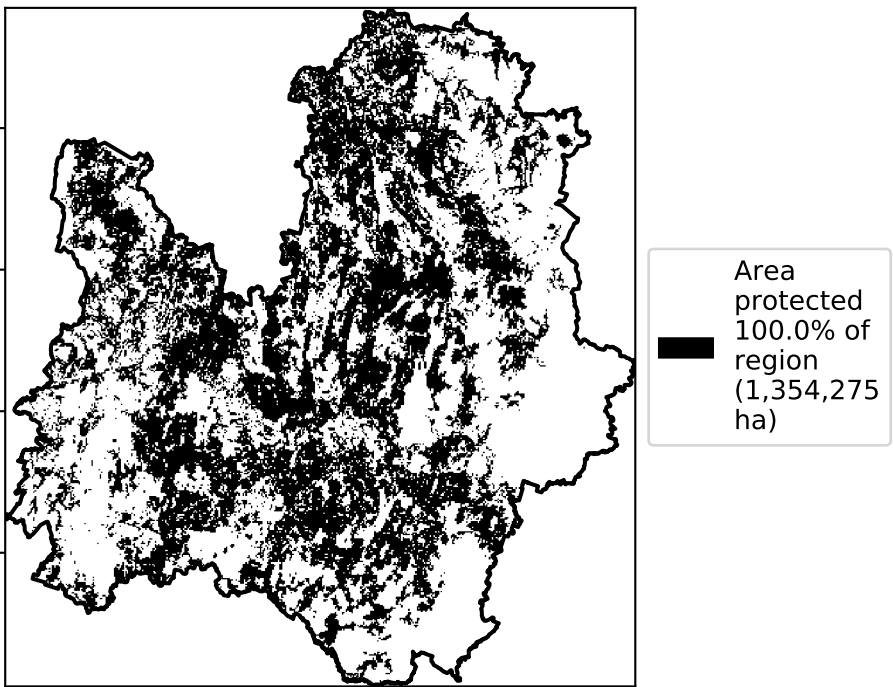 Area
protected
100.0% of
region
(1,354,275
ha)